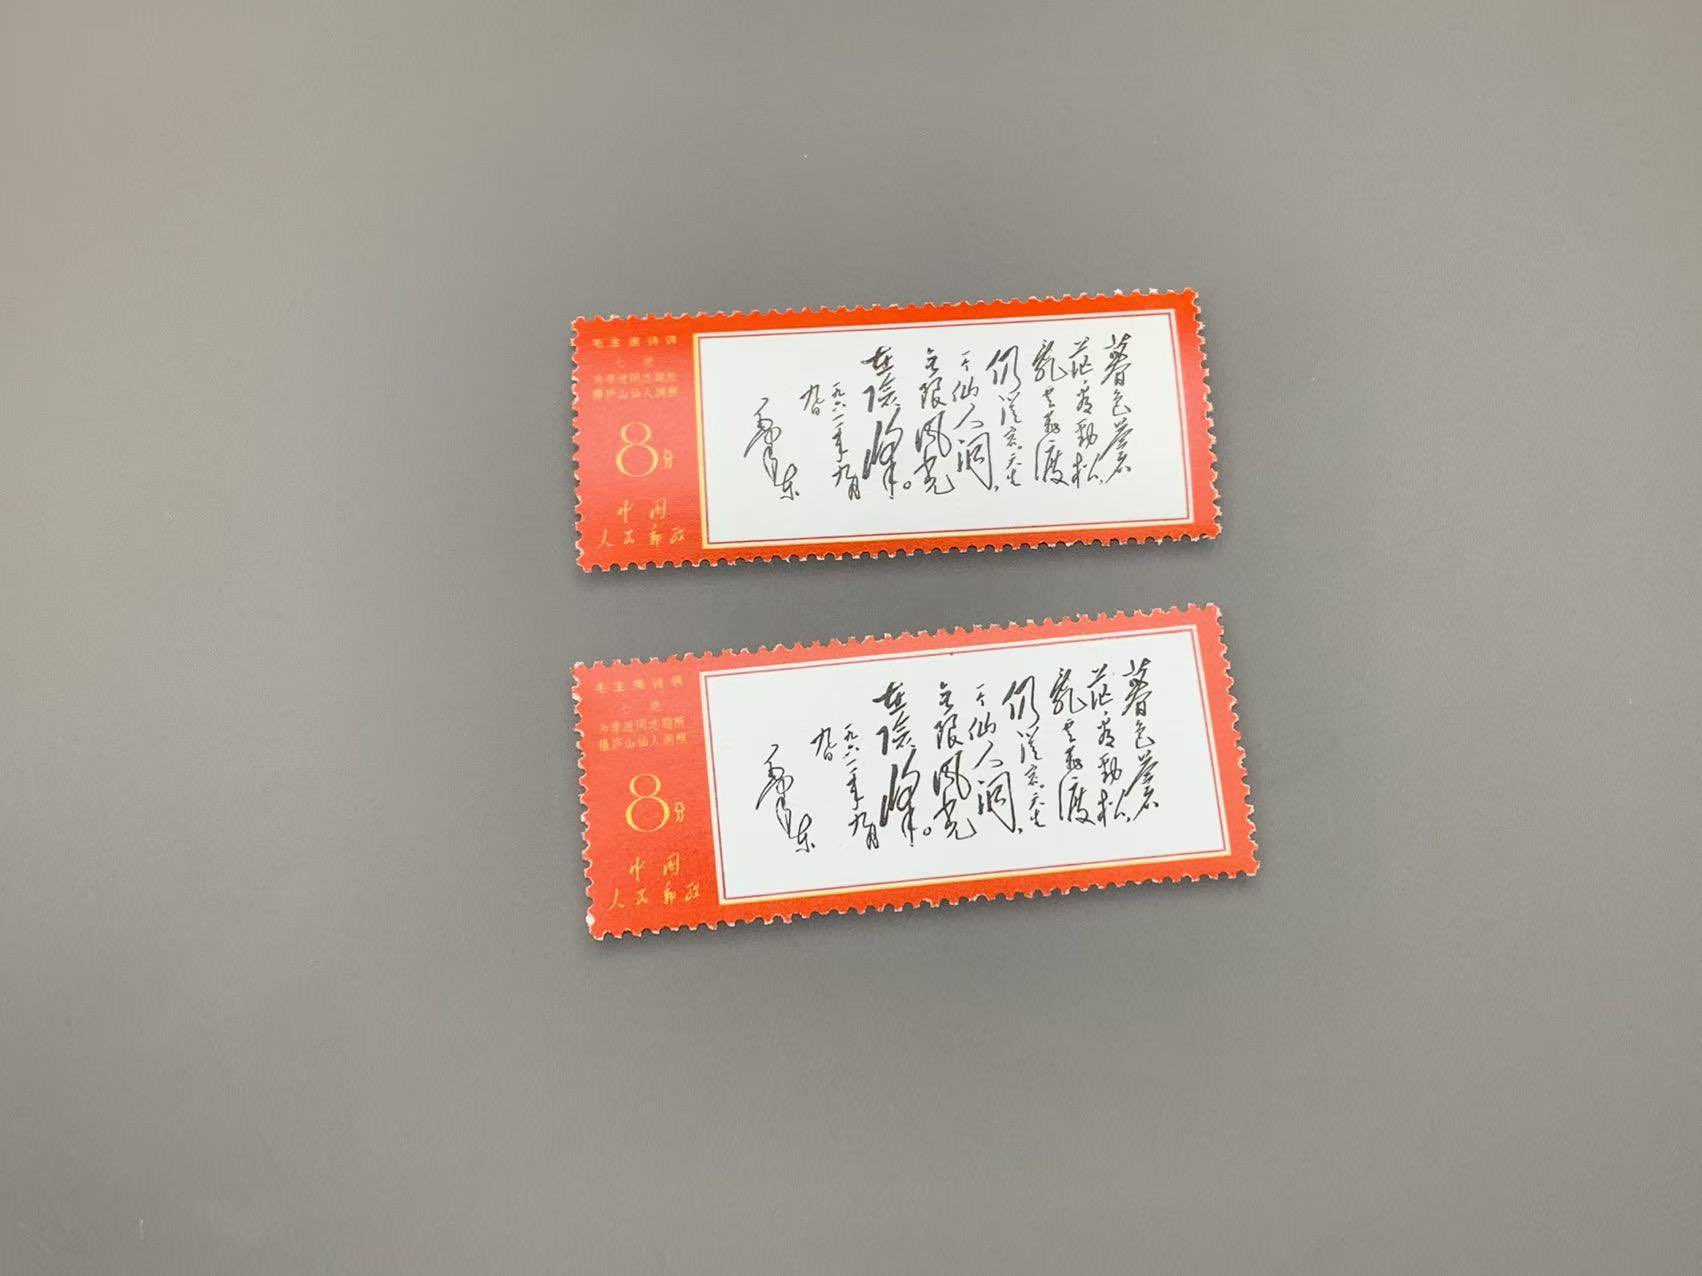 毛主席诗词
七绝
为李进同志题所
摄庐山仙人洞照
8分
中国
人民邮政
暮色苍
茫看劲松
乱云飞渡
仍从容天生
一个仙人洞
无限风光
在险峰。
一九六一年九月
九日
毛泽东
毛主席诗词
七绝
为李进同志题所
摄庐山仙人洞照
8分
中国
人民邮政
暮色苍
茫看劲松
乱云飞渡
仍从容天生
一个仙人洞
无限风光
在险峰。
一九六一年九月
九日
毛泽东